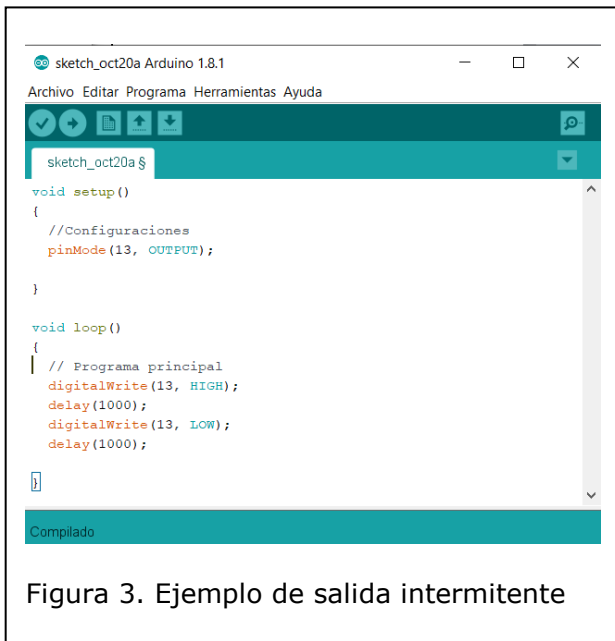 sketch_oct20a Arduino 1.8.1
Archivo Editar Programa Herramientas Ayuda
sketch_oct20a §
void setup()
{
  //Configuraciones
  pinMode(13, OUTPUT);
}
void loop()
{
  // Programa principal
  digitalWrite(13, HIGH);
  delay(1000);
  digitalWrite(13, LOW);
  delay(1000);
}
Compilado
Figura 3. Ejemplo de salida intermitente